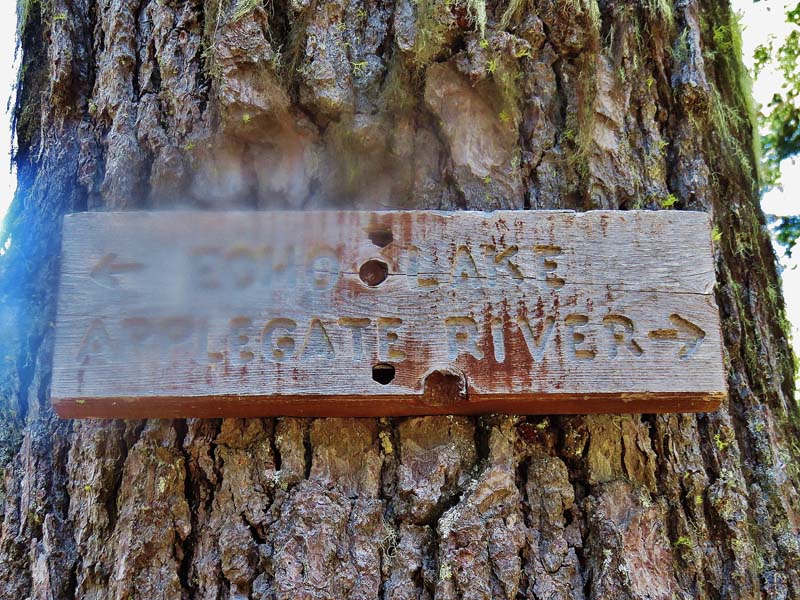 ← ECHO LAKE
APPLEGATE RIVER →